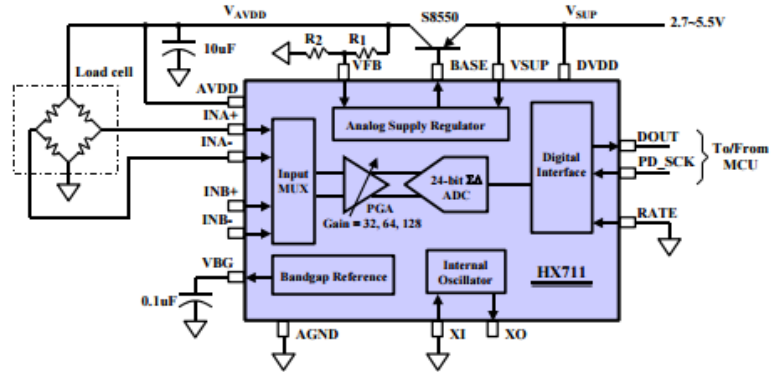 V_AVDD
S8550
V_SUP
2.7~5.5V
10uF
R2
R1
Load cell
VFB
BASE
VSUP
DVDD
AVDD
INA+
INA-
INB+
INB-
VBG
Analog Supply Regulator
Input
MUX
PGA
Gain = 32, 64, 128
24-bit ΣΔ
ADC
Digital
Interface
DOUT
PD_SCK
To/From
MCU
RATE
Bandgap Reference
Internal
Oscillator
HX711
0.1uF
AGND
XI
XO